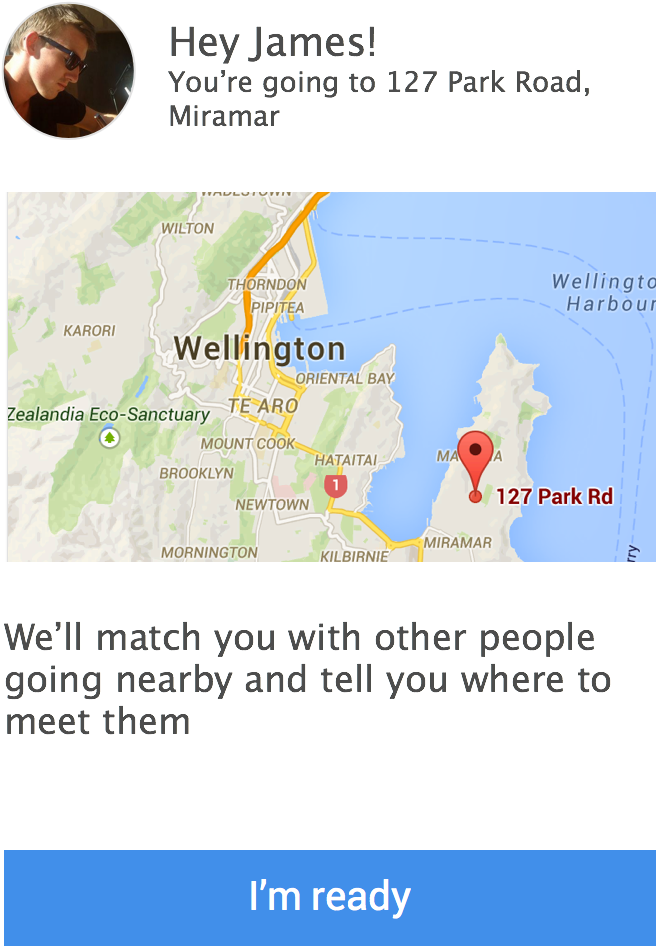 Hey James!
You're going to 127 Park Road,
Miramar
WADESTOWN
WILTON
THORNDON
Wellingto
PIPITEA
Harbour
KARORI
Wellington
ORIENTAL BAY
Zealandia Eco-Sanctuary
TE ARO
MOUNT COOK
HATAITAI
BROOKLYN
1
127 Park Rd
NEWTOWN
MIRAMAR
MORNINGTON
KILBIRNIE
We'll match you with other people
going nearby and tell you where to
meet them
I'm ready